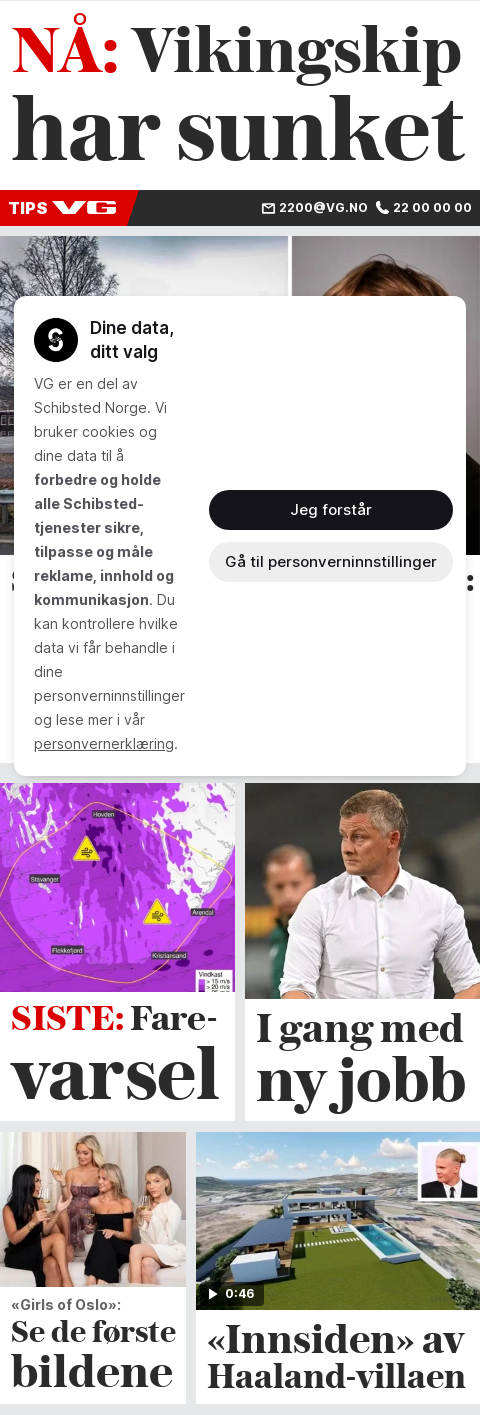 NÅ: Vikingskip
har sunket
TIPS VG
2200@VG.NO 22 00 00 00
Dine data,
ditt valg
VG er en del av
Schibsted Norge. Vi
bruker cookies og
dine data til å
forbedre og holde
alle Schibsted-
tjenester sikre,
tilpasse og måle
reklame, innhold og
kommunikasjon. Du
kan kontrollere hvilke
data vi får behandle i
dine
personverninnstillinger
og lese mer i vår
personvernerklæring.
Jeg forstår
Gå til personverninnstillinger
Hovden
Stavanger
Arendal
Flekkefjord
Kristiansand
Vindkast
> 15 m/s
> 20 m/s
SISTE: Fare-
varsel
I gang med
ny jobb
«Girls of Oslo»:
Se de første
bildene
0:46
«Innsiden» av
Haaland-villaen